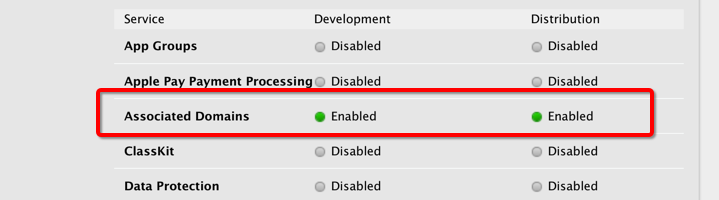 Service Development Distribution
App Groups Disabled Disabled
Apple Pay Payment Processing Disabled Disabled
Associated Domains Enabled Enabled
ClassKit Disabled Disabled
Data Protection Disabled Disabled